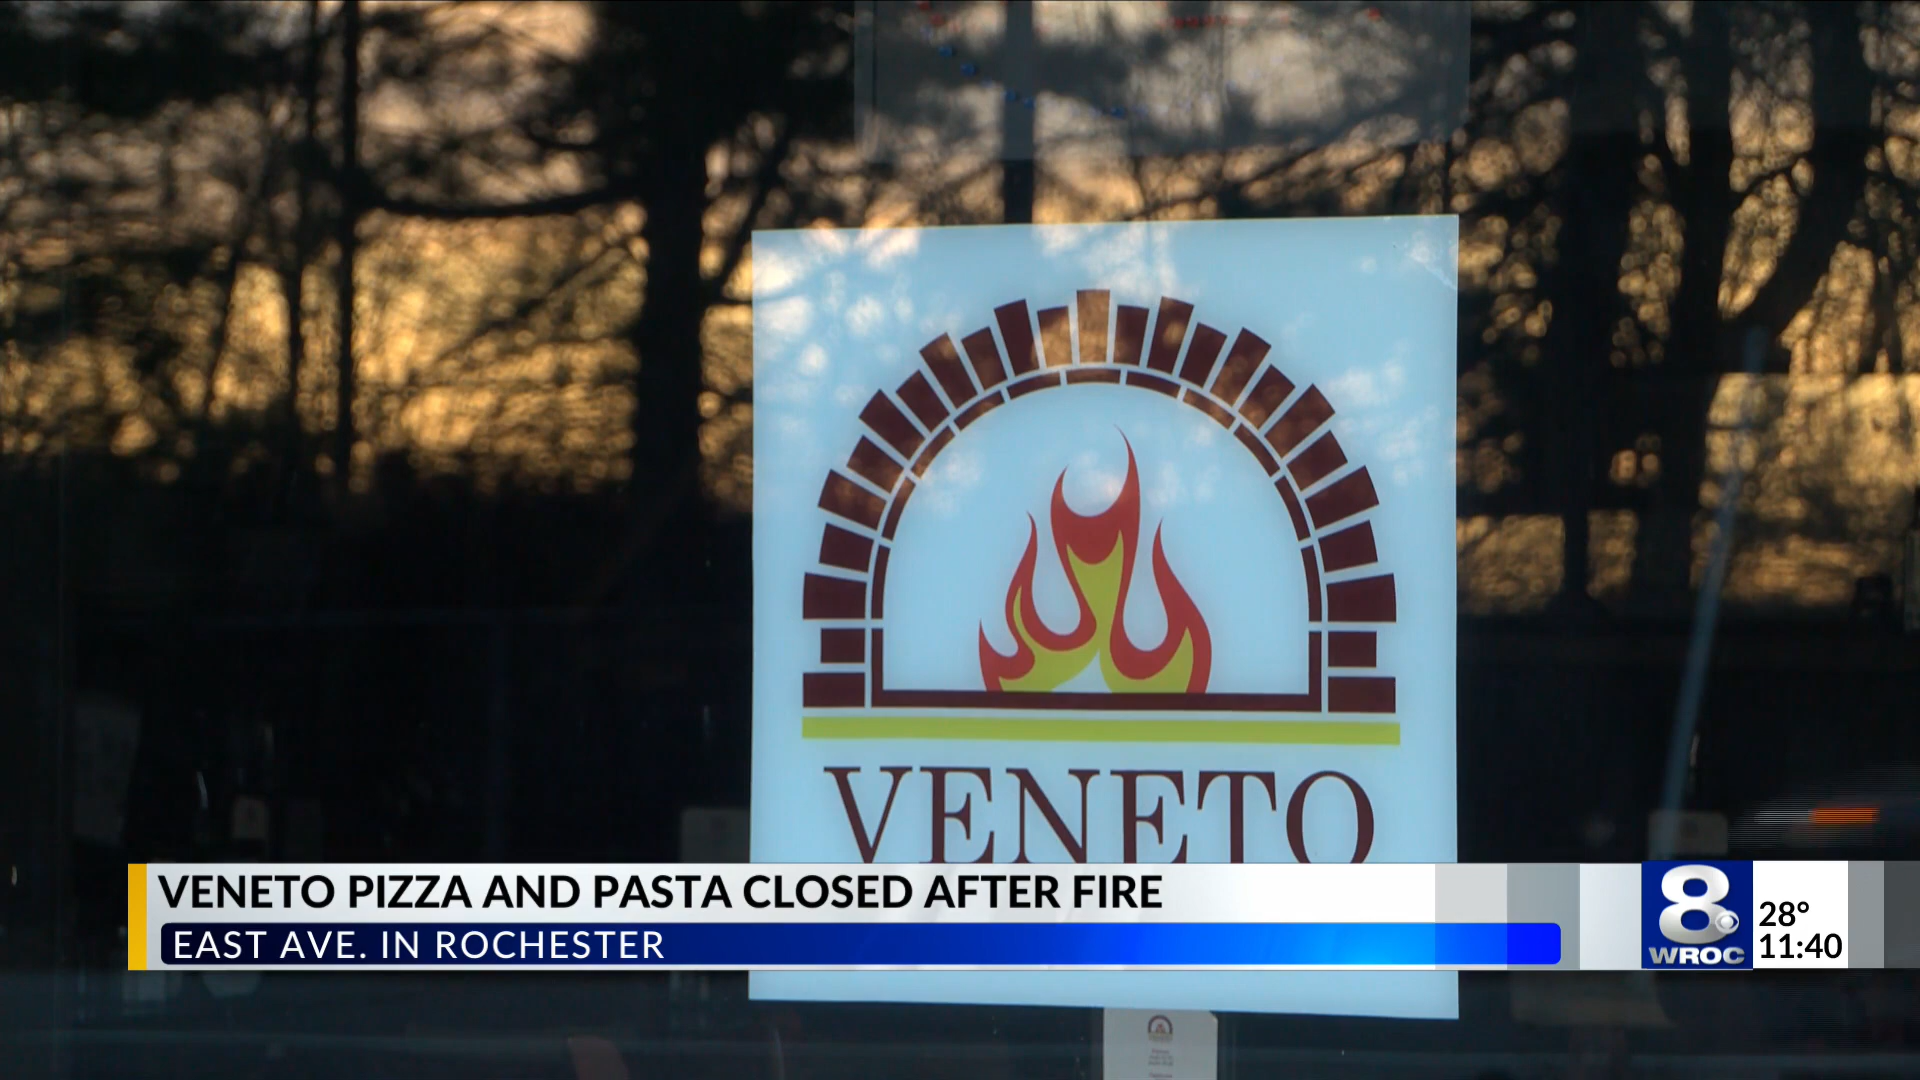 VENETO
VENETO PIZZA AND PASTA CLOSED AFTER FIRE
EAST AVE. IN ROCHESTER
8
WROC
28°
11:40